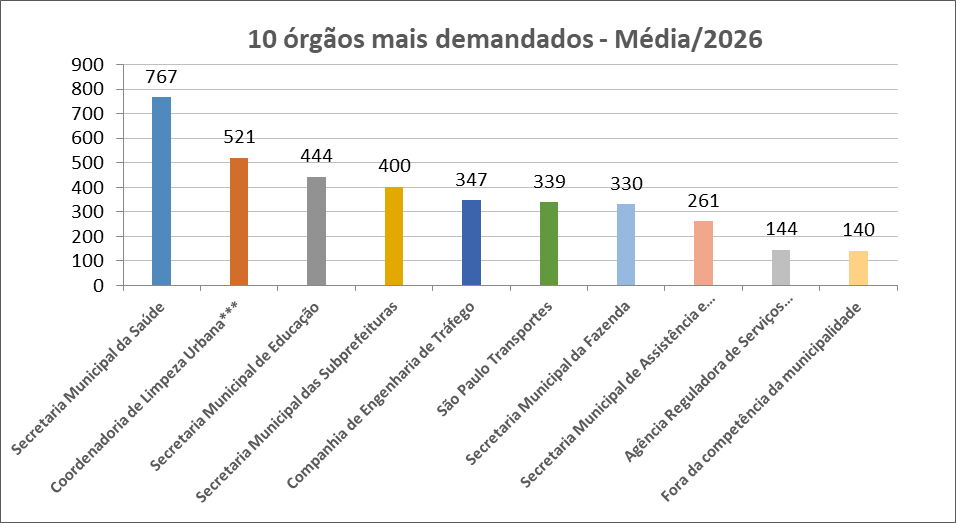 10 órgãos mais demandados - Média/2026
900
800
700
600
500
400
300
200
100
0
767
521
444
400
347
339
330
261
144
140
Secretaria Municipal da Saúde
Coordenadoria de Limpeza Urbana***
Secretaria Municipal de Educação
Secretaria Municipal das Subprefeituras
Companhia de Engenharia de Tráfego
São Paulo Transportes
Secretaria Municipal da Fazenda
Secretaria Municipal de Assistência e...
Agência Reguladora de Serviços...
Fora da competência da municipalidade